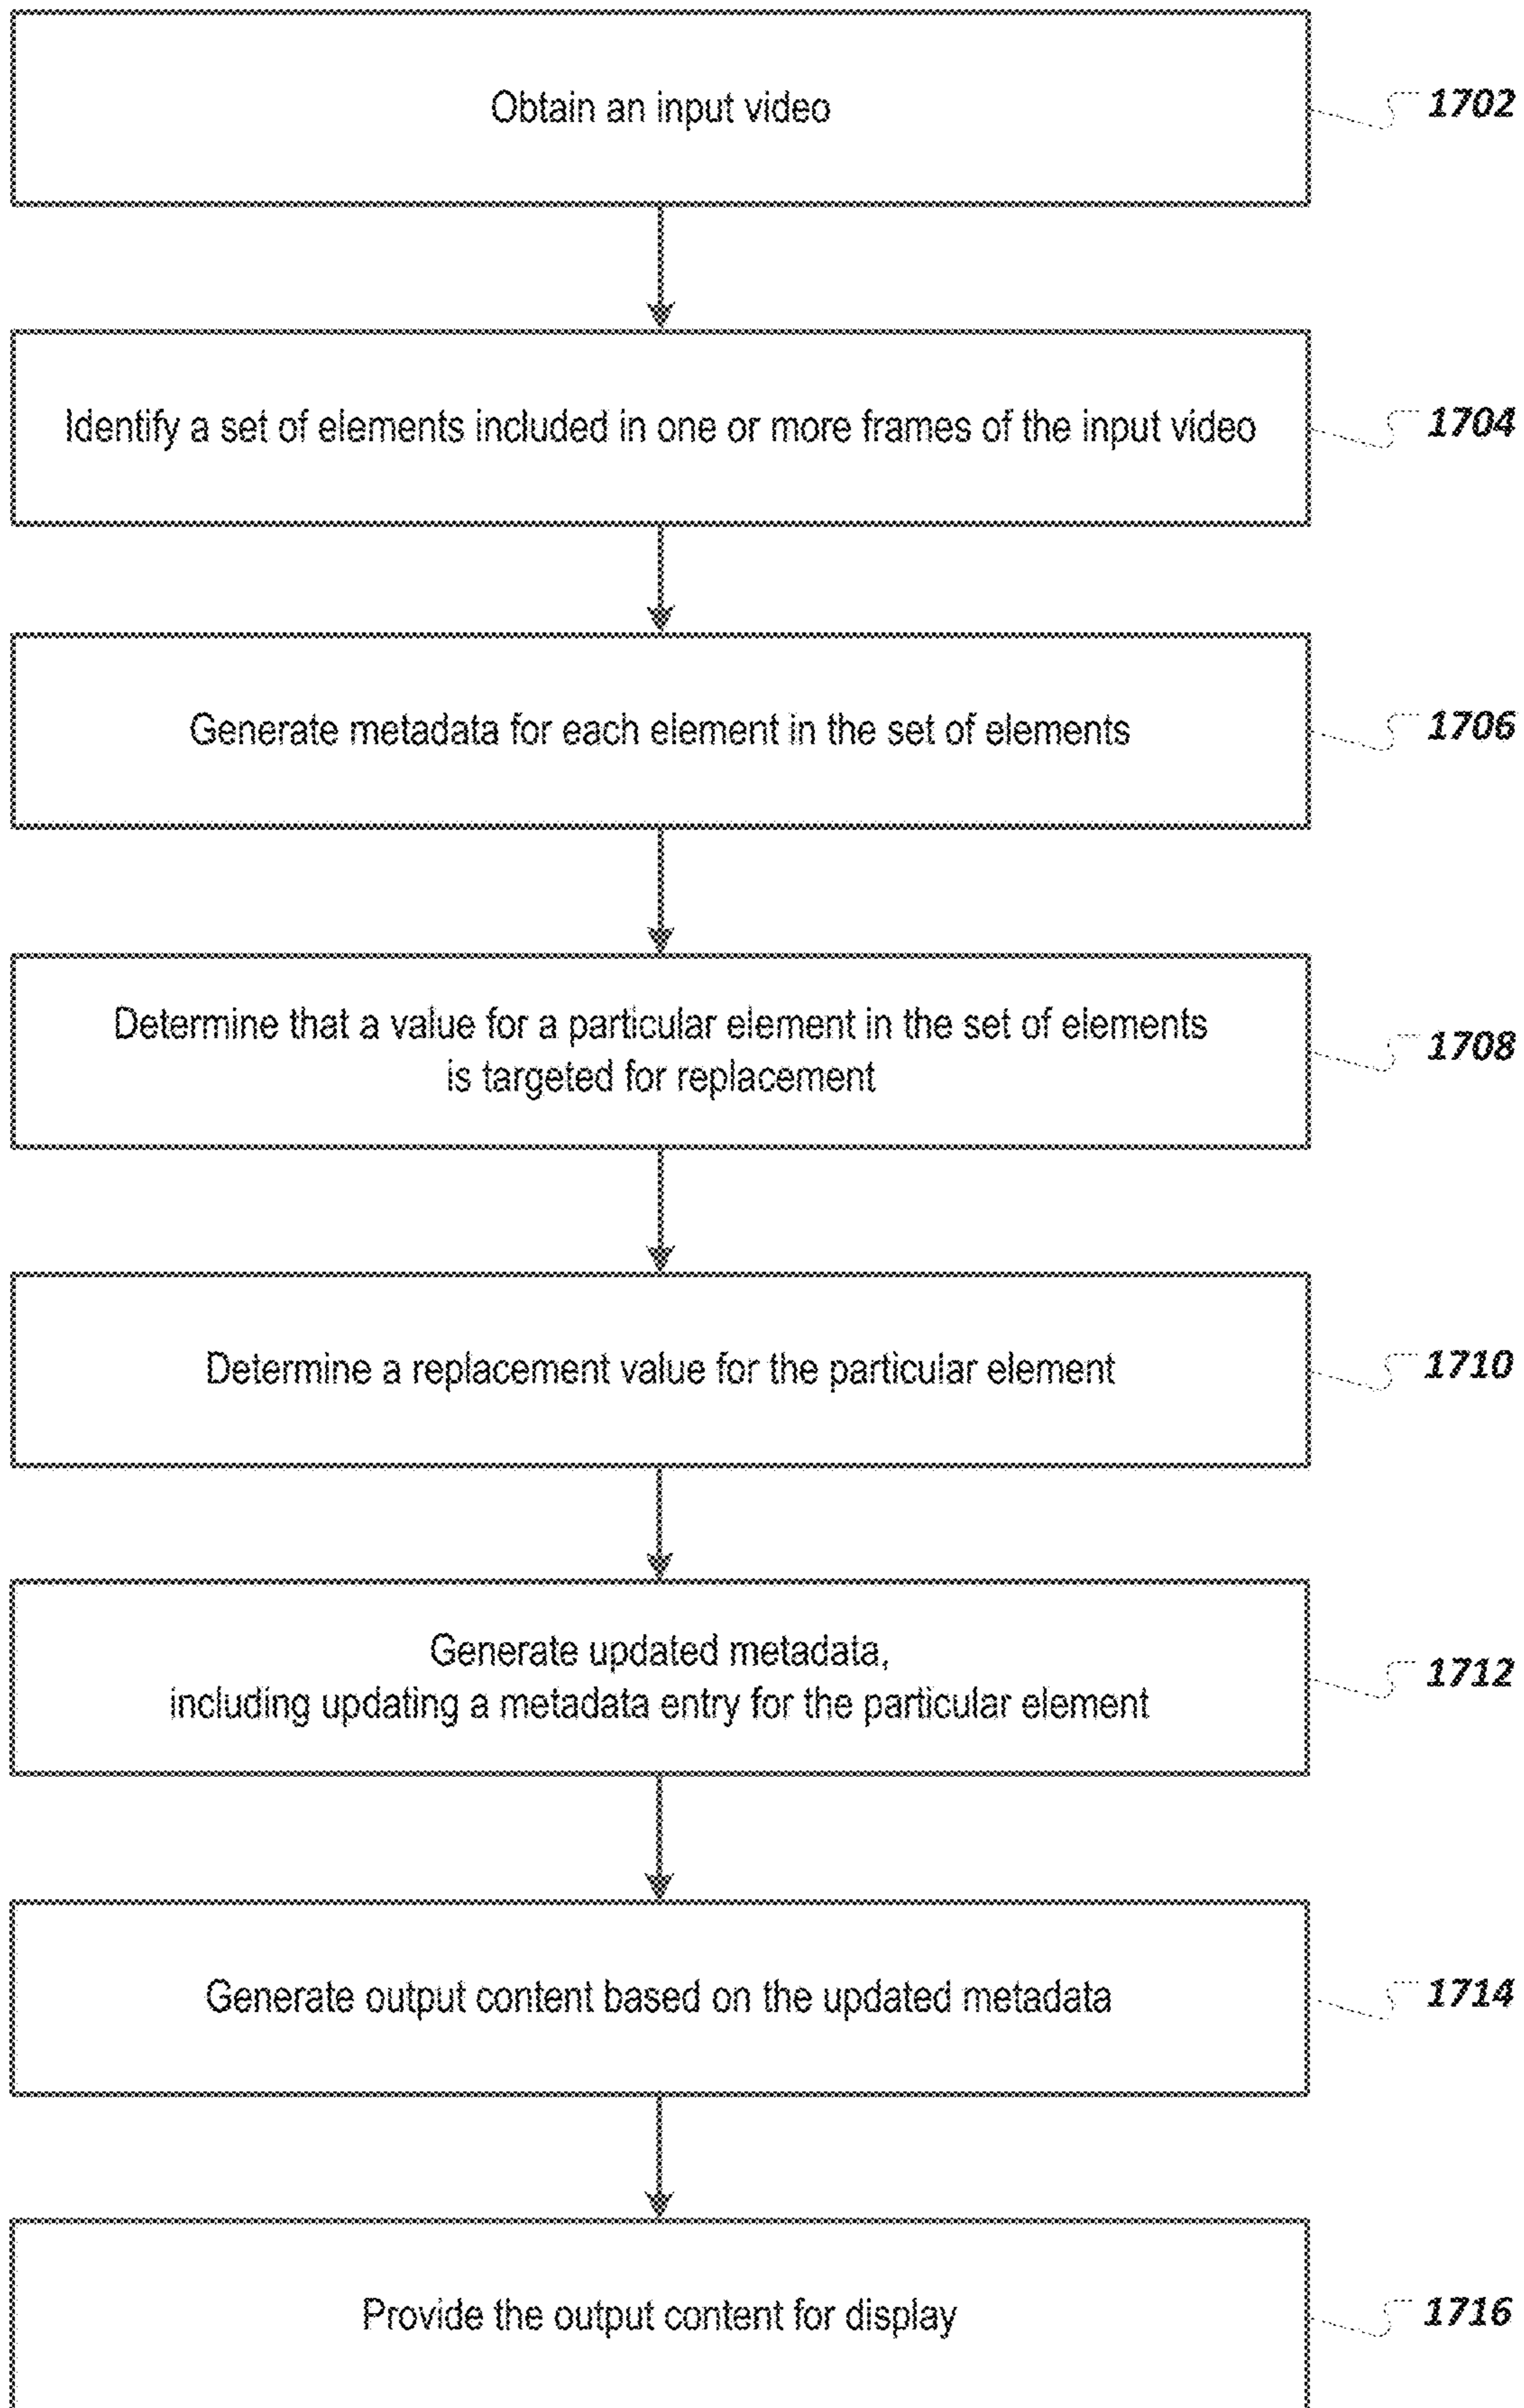 Obtain an input video
1702
Identify a set of elements included in one or more frames of the input video
1704
Generate metadata for each element in the set of elements
1706
Determine that a value for a particular element in the set of elements
is targeted for replacement
1708
Determine a replacement value for the particular element
1710
Generate updated metadata,
including updating a metadata entry for the particular element
1712
Generate output content based on the updated metadata
1714
Provide the output content for display
1716